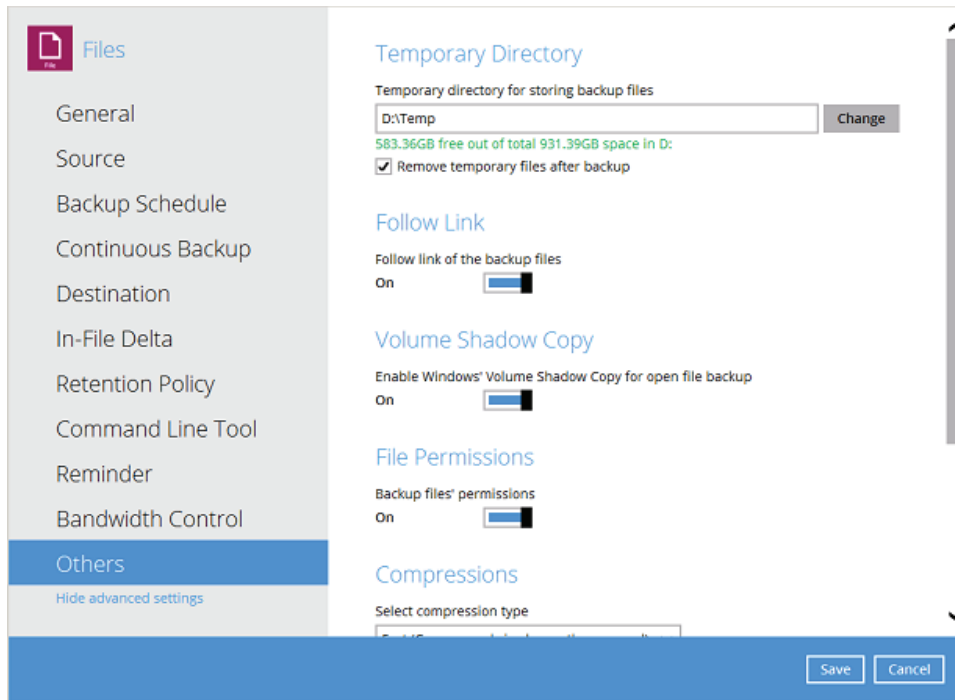 File
Files
General
Source
Backup Schedule
Continuous Backup
Destination
In-File Delta
Retention Policy
Command Line Tool
Reminder
Bandwidth Control
Others
Hide advanced settings
Temporary Directory
Temporary directory for storing backup files
D:\Temp
Change
583.36GB free out of total 931.39GB space in D:
Remove temporary files after backup
Follow Link
Follow link of the backup files
On
Volume Shadow Copy
Enable Windows' Volume Shadow Copy for open file backup
On
File Permissions
Backup files' permissions
On
Compressions
Select compression type
Save
Cancel